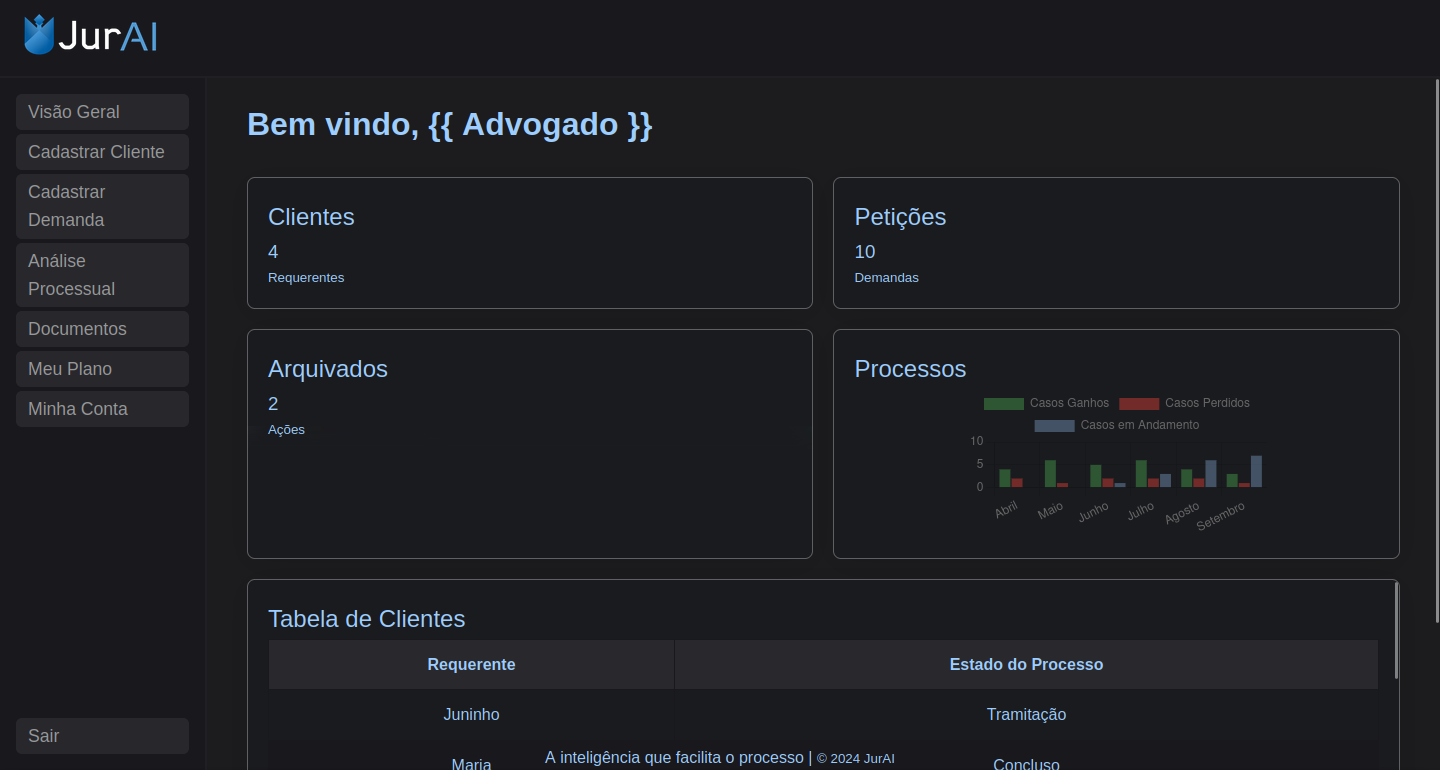 JurAI
Visão Geral
Cadastrar Cliente
Cadastrar
Demanda
Análise
Processual
Documentos
Meu Plano
Minha Conta
Sair
Bem vindo, {{ Advogado }}
Clientes
4
Requerentes
Petições
10
Demandas
Arquivados
2
Ações
Processos
Casos Ganhos Casos Perdidos
Casos em Andamento
10
5
0
Abril Maio Junho Julho Agosto Setembro
Tabela de Clientes
Requerente Estado do Processo
Juninho Tramitação
Maria Concluso
A inteligência que facilita o processo | © 2024 JurAI